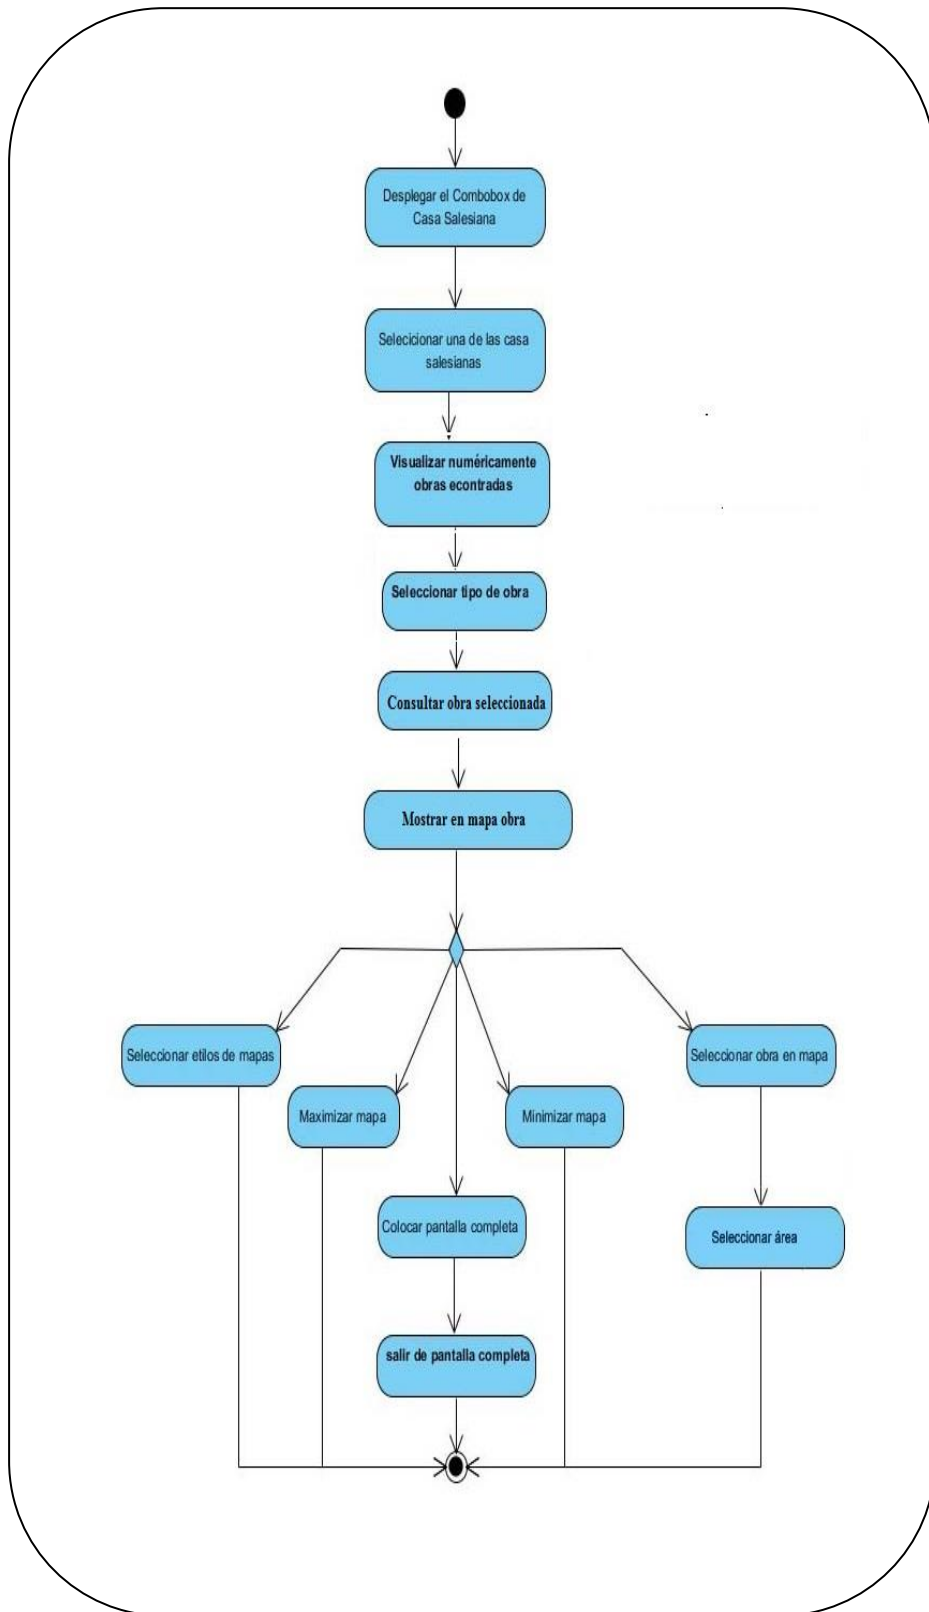 Desplegar el Combobox de
Casa Salesiana
Selecicionar una de las casa
salesianas
Visualizar numéricamente
obras econtradas
Seleccionar tipo de obra
Consultar obra seleccionada
Mostrar en mapa obra
Seleccionar etilos de mapas
Seleccionar obra en mapa
Maximizar mapa
Minimizar mapa
Colocar pantalla completa
Seleccionar área
salir de pantalla completa